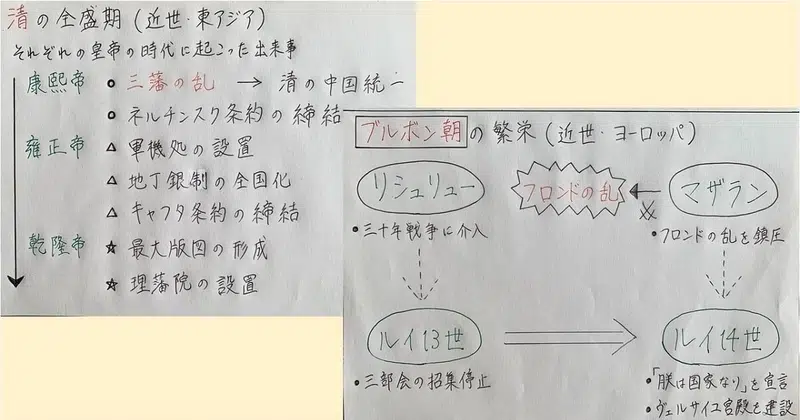 清の全盛期(近世・東アジア)
それぞれの皇帝の時代に起こった出来事
康熙帝 ○ 三藩の乱 → 清の中国統一
○ ネルチンスク条約の締結
雍正帝 △ 軍機処の設置
△ 地丁銀制の全国化
△ キャフタ条約の締結
乾隆帝 ☆ 最大版図の形成
☆ 理藩院の設置
ブルボン朝の繁栄(近世・ヨーロッパ)
リシュリュー フロンドの乱 マザラン
・三十年戦争に介入 ・フロンドの乱を鎮圧
ルイ13世 ルイ14世
・三部会の招集停止 ・「朕は国家なり」を宣言
・ヴェルサイユ宮殿を建設